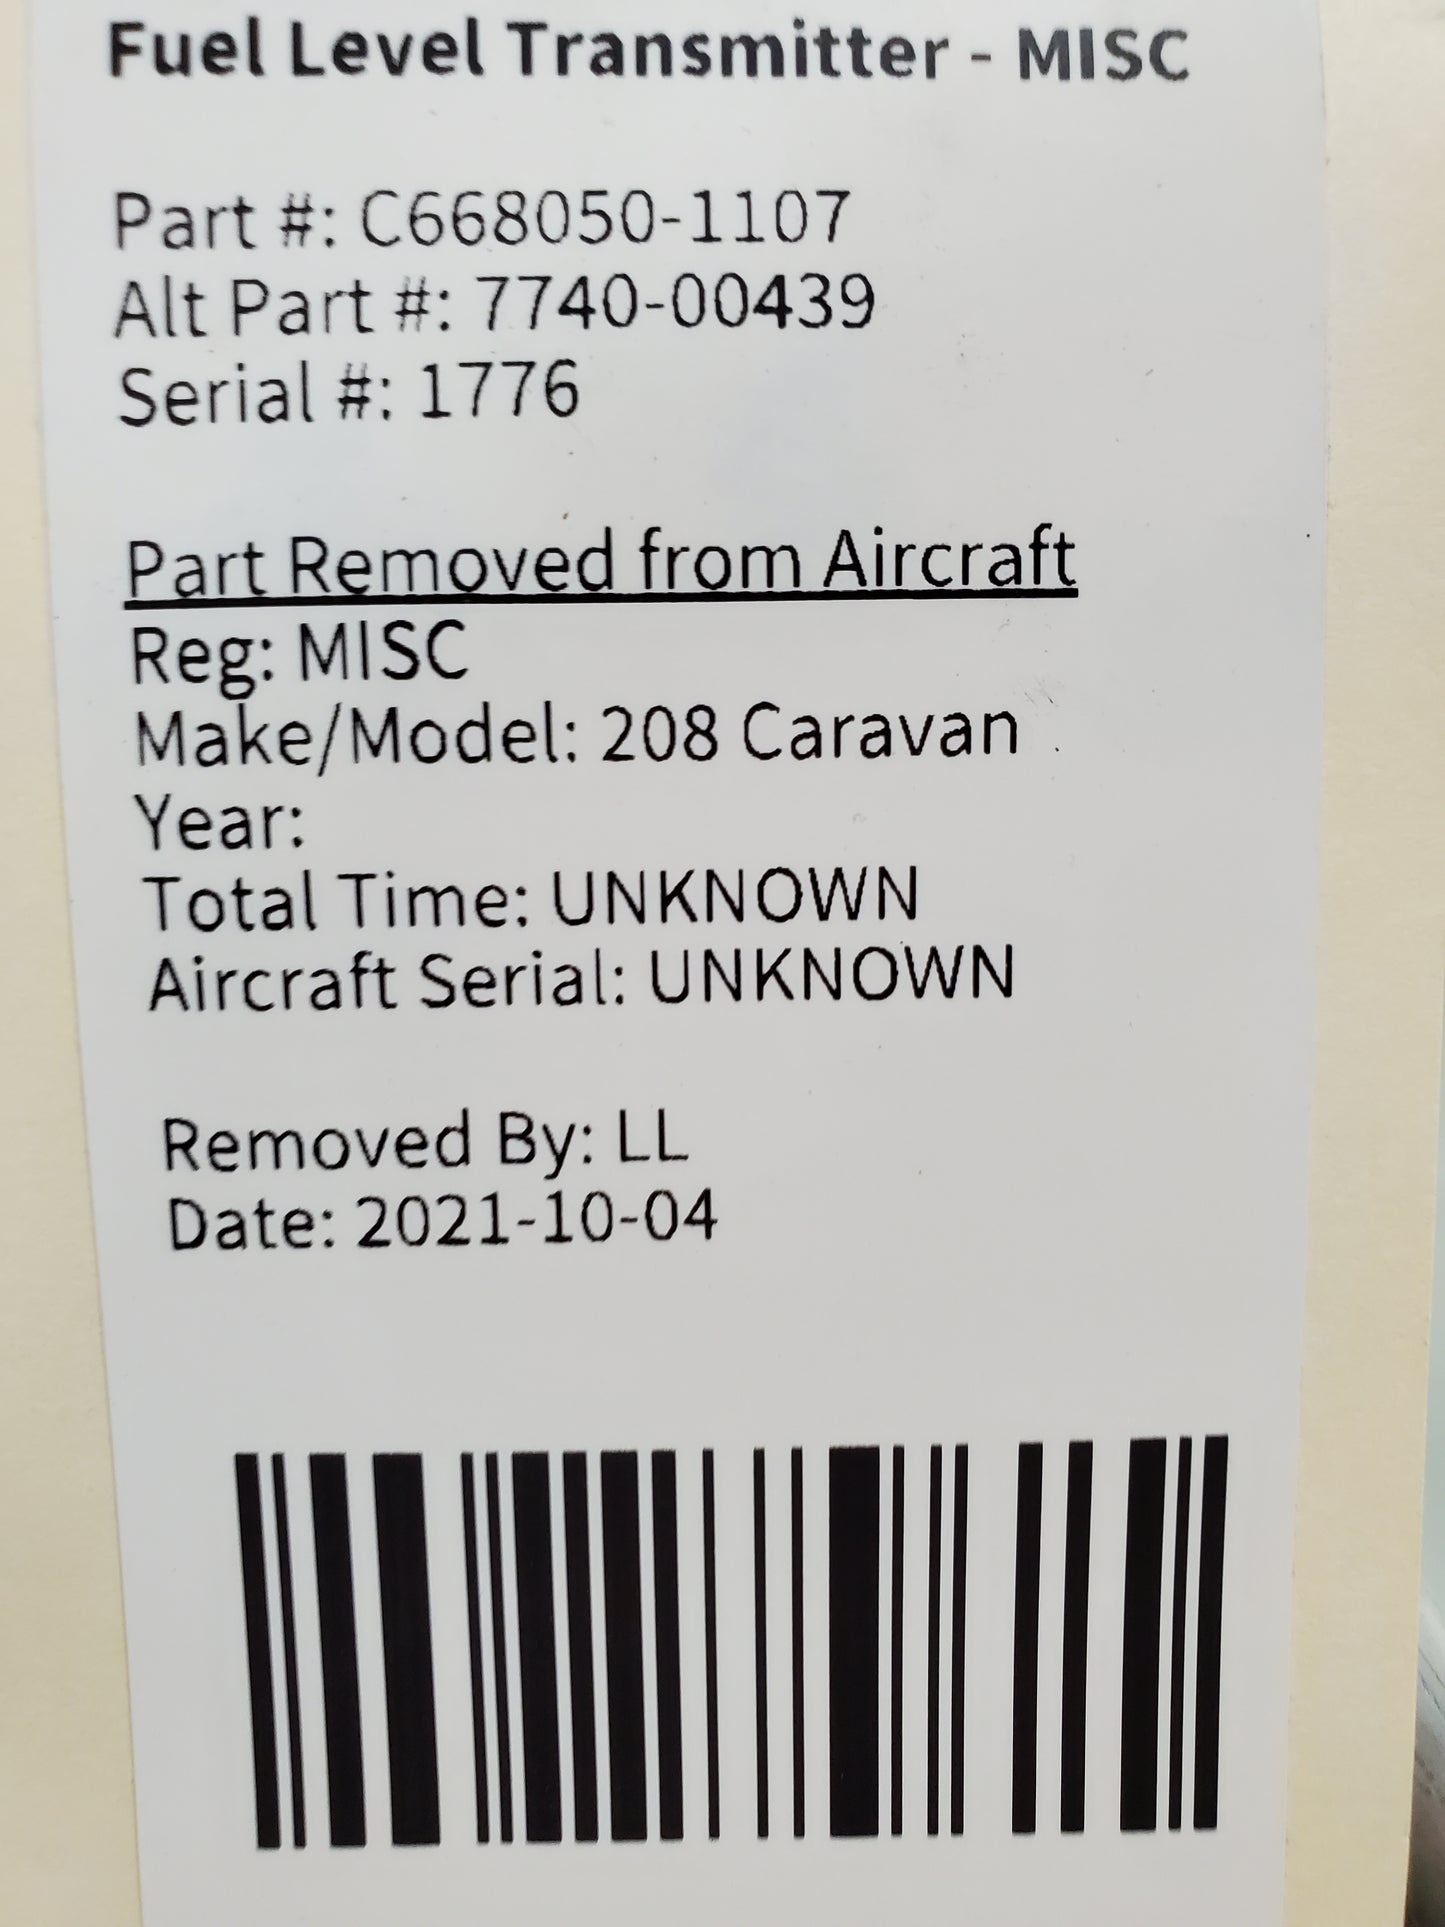 Fuel Level Transmitter - MISC
Part #: C668050-1107
Alt Part #: 7740-00439
Serial #: 1776
Part Removed from Aircraft
Reg: MISC
Make/Model: 208 Caravan
Year:
Total Time: UNKNOWN
Aircraft Serial: UNKNOWN
Removed By: LL
Date: 2021-10-04